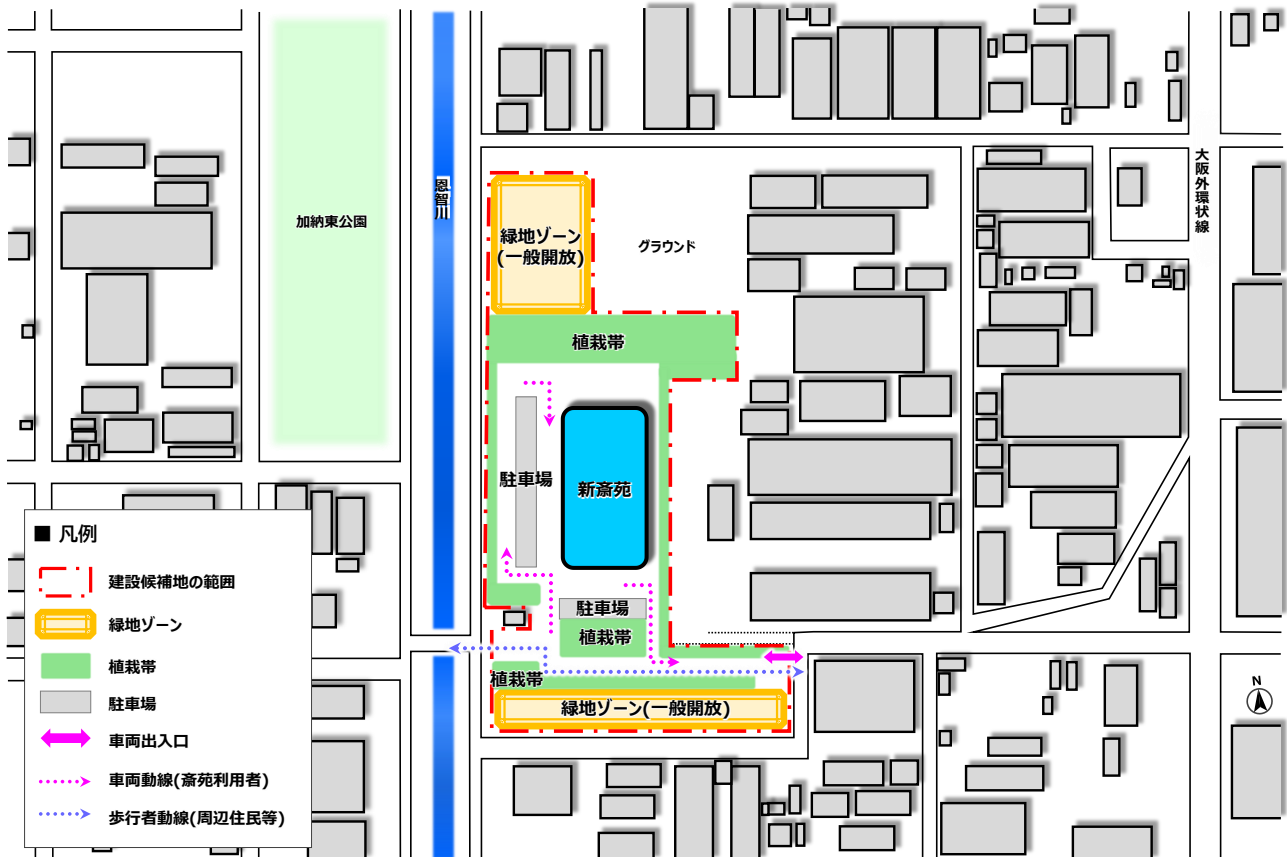 大阪外環状線
恩智川
加納東公園
緑地ゾーン
(一般開放)
グラウンド
植栽帯
駐車場
新斎苑
駐車場
植栽帯
植栽帯
緑地ゾーン(一般開放)
N
■ 凡例
建設候補地の範囲
緑地ゾーン
植栽帯
駐車場
車両出入口
車両動線(斎苑利用者)
歩行者動線(周辺住民等)